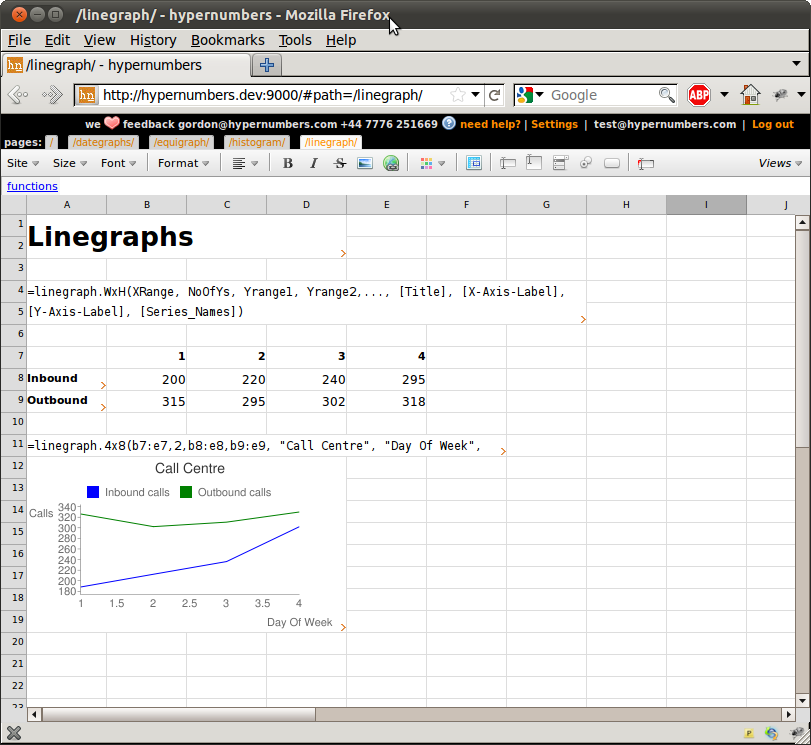 /linegraph/ - hypernumbers - Mozilla Firefox
File Edit View History Bookmarks Tools Help
hn /linegraph/ - hypernumbers
hn http://hypernumbers.dev:9000/#path=/linegraph/ Google ABP
we feedback gordon@hypernumbers.com +44 7776 251669 need help? | Settings | test@hypernumbers.com | Log out
pages: / /dategraphs/ /equigraph/ /histogram/ /linegraph/
Site Size Font Format B I S Views
functions
A B C D E F G H I J
1
Linegraphs
2
3
4 =linegraph.WxH(XRange, NoOfYs, Yrange1, Yrange2,..., [Title], [X-Axis-Label],
5 [Y-Axis-Label], [Series_Names])
6
7 1 2 3 4
8 Inbound 200 220 240 295
9 Outbound 315 295 302 318
10
11 =linegraph.4x8(b7:e7,2,b8:e8,b9:e9, "Call Centre", "Day Of Week",
12 Call Centre
13 Inbound calls Outbound calls
14 Calls 340
320
15 300
280
16 260
240
17 220
200
18 180
1 1.5 2 2.5 3 3.5 4
19 Day Of Week
20
21
22
23
P